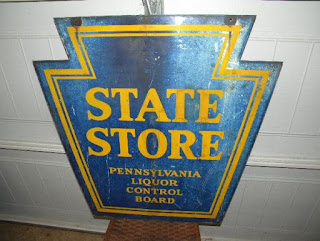 STATE
STORE
PENNSYLVANIA
LIQUOR
CONTROL
BOARD